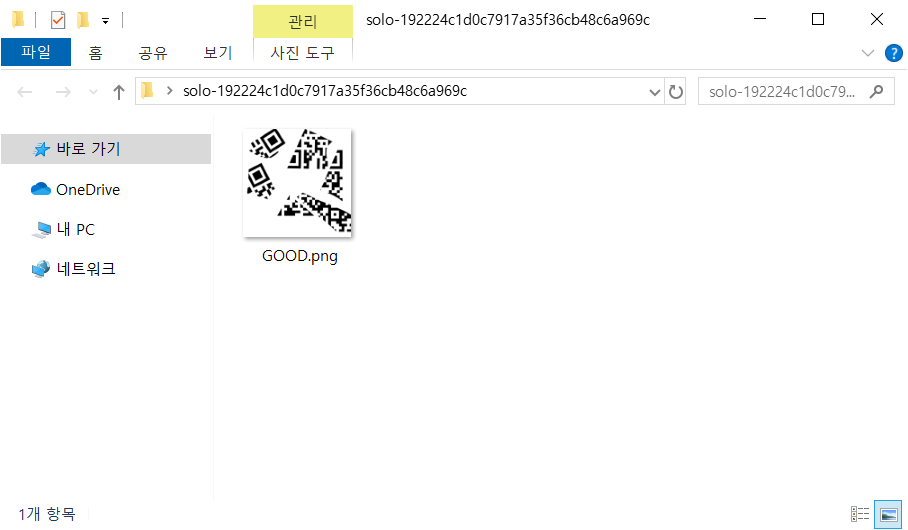 관리
solo-192224c1d0c7917a35f36cb48c6a969c
파일
홈
공유
보기
사진 도구
solo-192224c1d0c7917a35f36cb48c6a969c
solo-192224c1d0c79...
바로 가기
OneDrive
내 PC
네트워크
GOOD.png
1개 항목